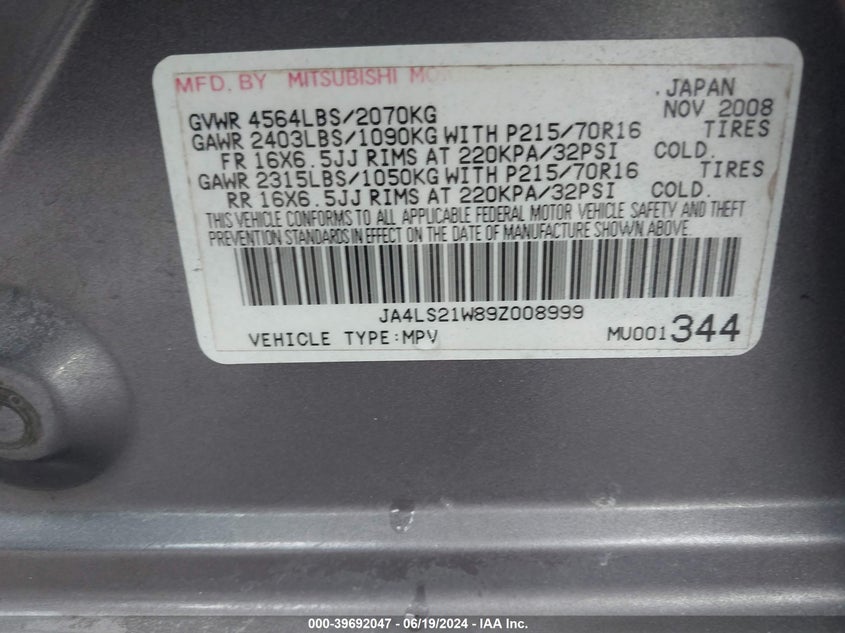 MFD. BY MITSUBISHI
JAPAN
GVWR 4564LBS/2070KG NOV 2008
GAWR 2403LBS/1090KG WITH P215/70R16 TIRES
FR 16X6.5JJ RIMS AT 220KPA/32PSI COLD.
GAWR 2315LBS/1050KG WITH P215/70R16 TIRES
RR 16X6.5JJ RIMS AT 220KPA/32PSI COLD.
THIS VEHICLE CONFORMS TO ALL APPLICABLE FEDERAL MOTOR VEHICLE SAFETY AND THEFT
PREVENTION STANDARDS IN EFFECT ON THE DATE OF MANUFACTURE SHOWN ABOVE.
JA4LS21W89Z008999
VEHICLE TYPE:MPV MU001344
000-39692047 - 06/19/2024 - IAA Inc.